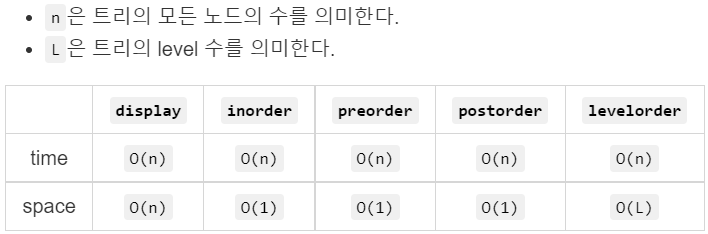 n은 트리의 모든 노드의 수를 의미한다.
L은 트리의 level 수를 의미한다.
display inorder preorder postorder levelorder
time O(n) O(n) O(n) O(n) O(n)
space O(n) O(1) O(1) O(1) O(L)